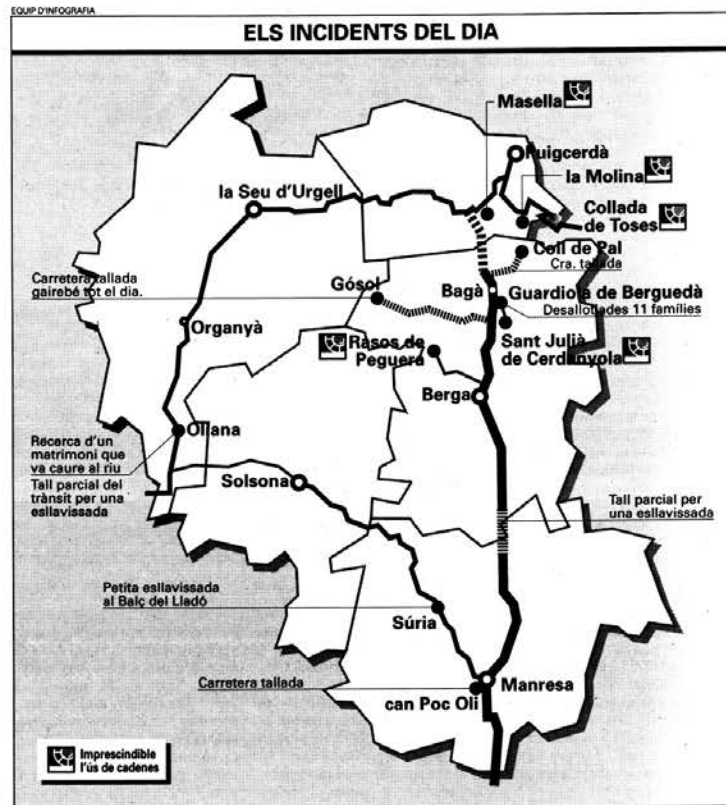 EQUIP D'INFOGRAFIA
ELS INCIDENTS DEL DIA
Masella
Puigcerdà
la Molina
la Seu d'Urgell
Collada
de Toses
Coll de Pal
Cra. tallada
Carretera tallada
gairebé tot el dia.
Gósol
Bagà
Guardiola de Berguedà
Desallotjades 11 famílies
Organyà
Rasos de
Peguera
Sant Julià
de Cerdanyola
Berga
Oliana
Recerca d'un
matrimoni que
va caure al riu
Tall parcial del
trànsit per una
esllavissada
Solsona
Tall parcial per
una esllavissada
Petita esllavissada
al Balç del Lladó
Súria
Carretera tallada
Manresa
can Poc Oli
Imprescindible
l'ús de cadenes